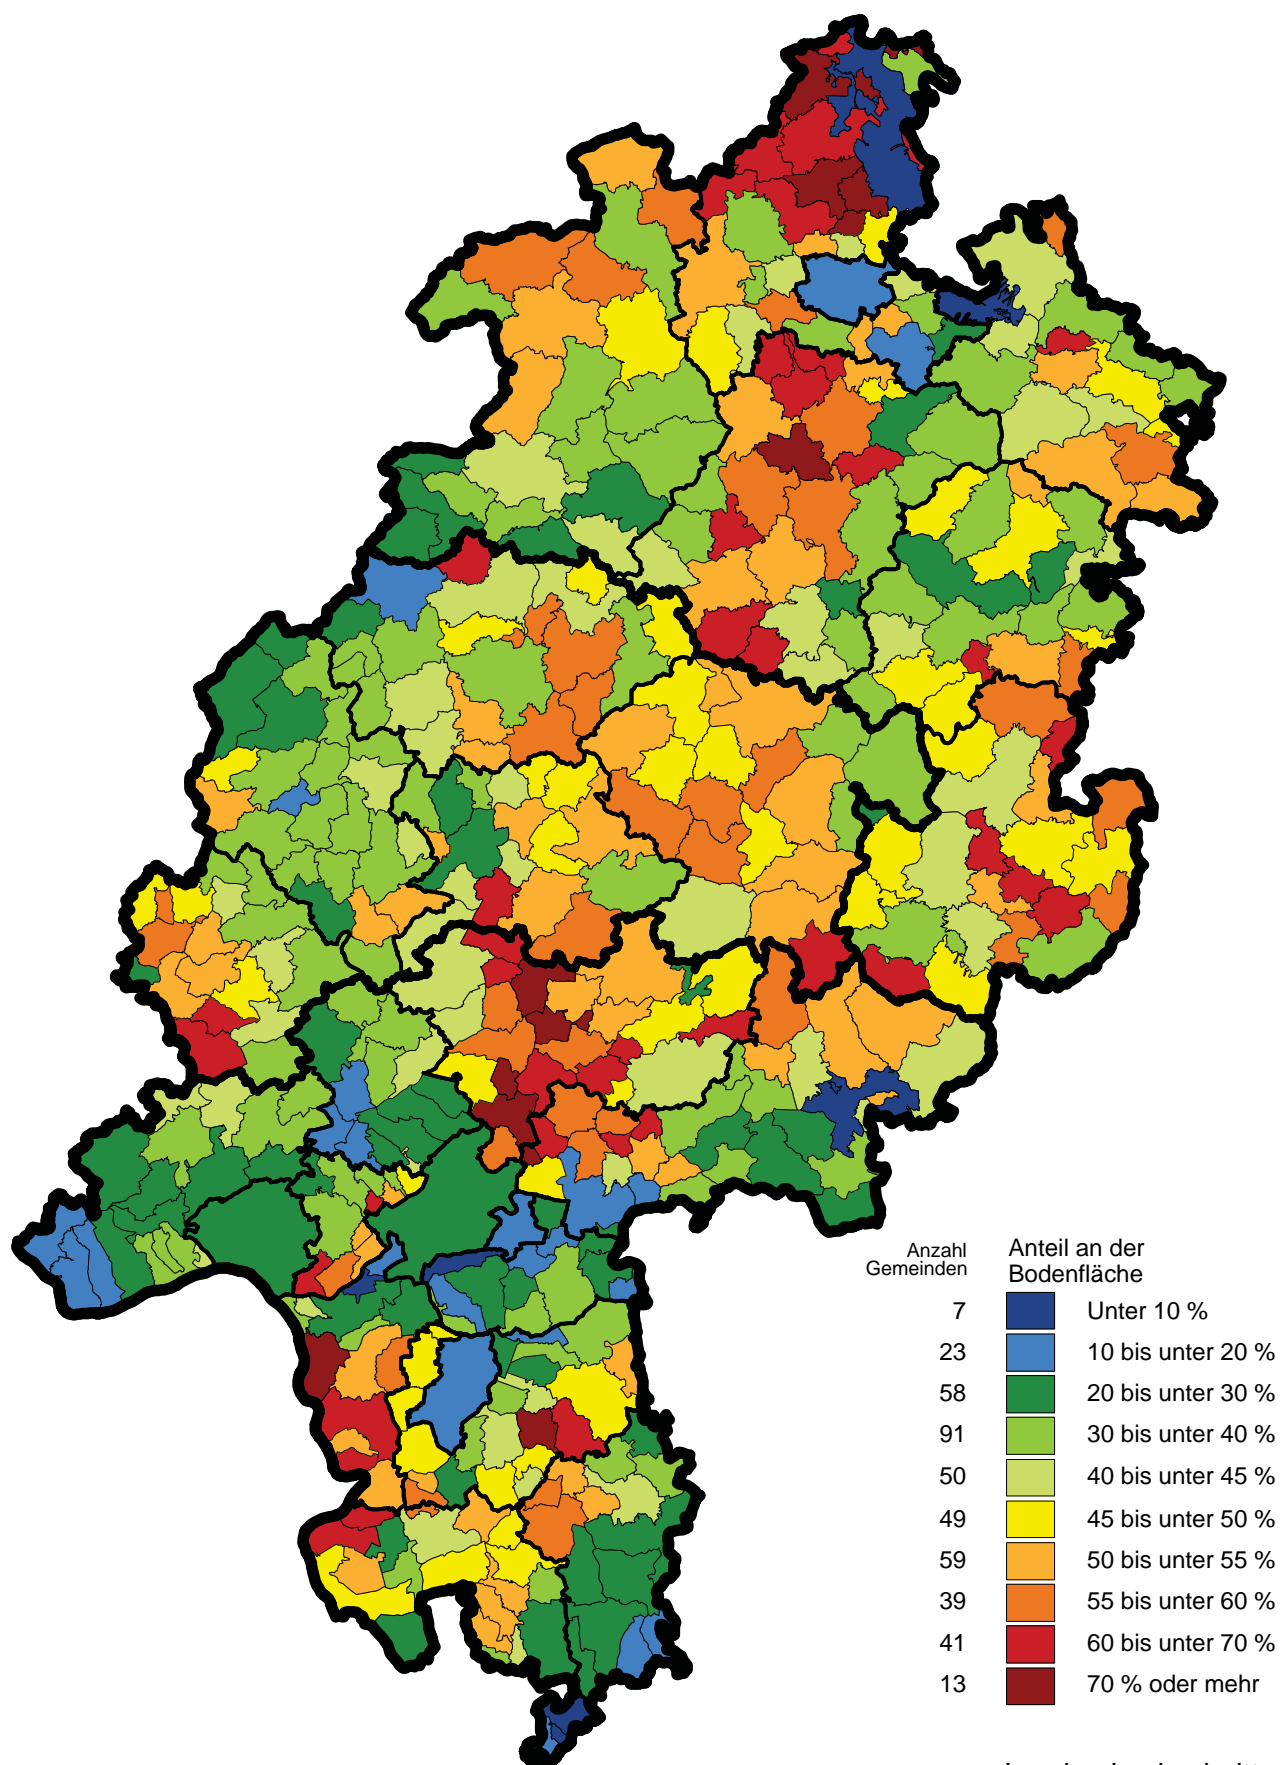 Anzahl
Gemeinden
Anteil an der
Bodenfläche
7 Unter 10 %
23 10 bis unter 20 %
58 20 bis unter 30 %
91 30 bis unter 40 %
50 40 bis unter 45 %
49 45 bis unter 50 %
59 50 bis unter 55 %
39 55 bis unter 60 %
41 60 bis unter 70 %
13 70 % oder mehr